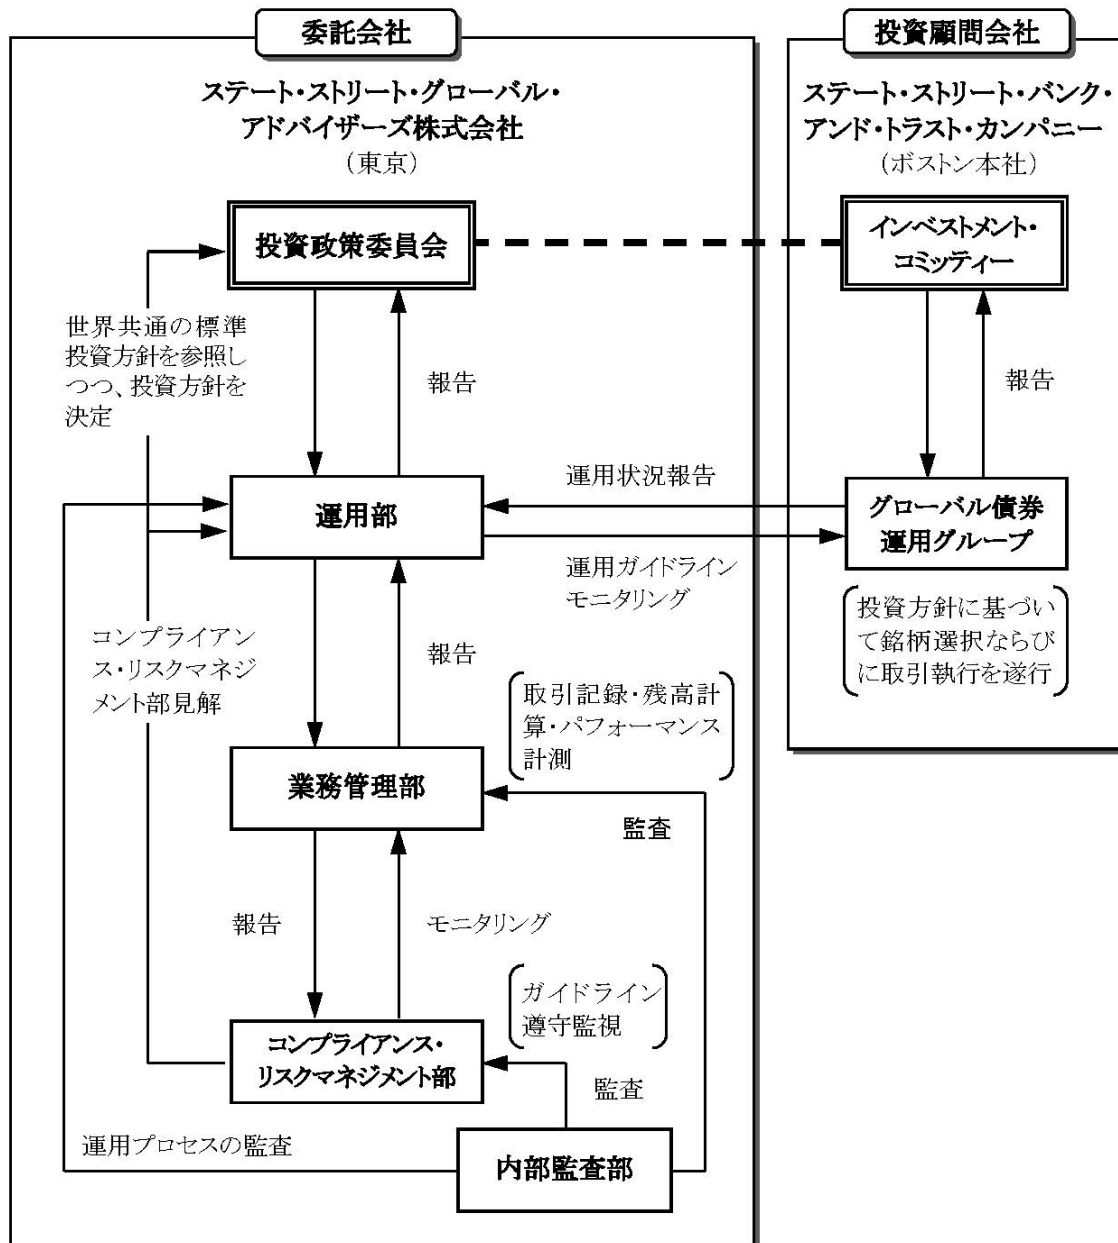 委託会社
ステート・ストリート・グローバル・
アドバイザーズ株式会社
（東京）
投資顧問会社
ステート・ストリート・バンク・
アンド・トラスト・カンパニー
（ボストン本社）
投資政策委員会
インベストメント・
コミッティー
世界共通の標準
投資方針を参照し
つつ、投資方針を
決定
報告
報告
運用部
運用状況報告
運用ガイドライン
モニタリング
グローバル債券
運用グループ
投資方針に基づい
て銘柄選択ならび
に取引執行を遂行
コンプライアン
ス・リスクマネジ
メント部見解
報告
取引記録・残高計
算・パフォーマンス
計測
業務管理部
監査
報告
モニタリング
ガイドライン
遵守監視
コンプライアンス・
リスクマネジメント部
監査
運用プロセスの監査
内部監査部